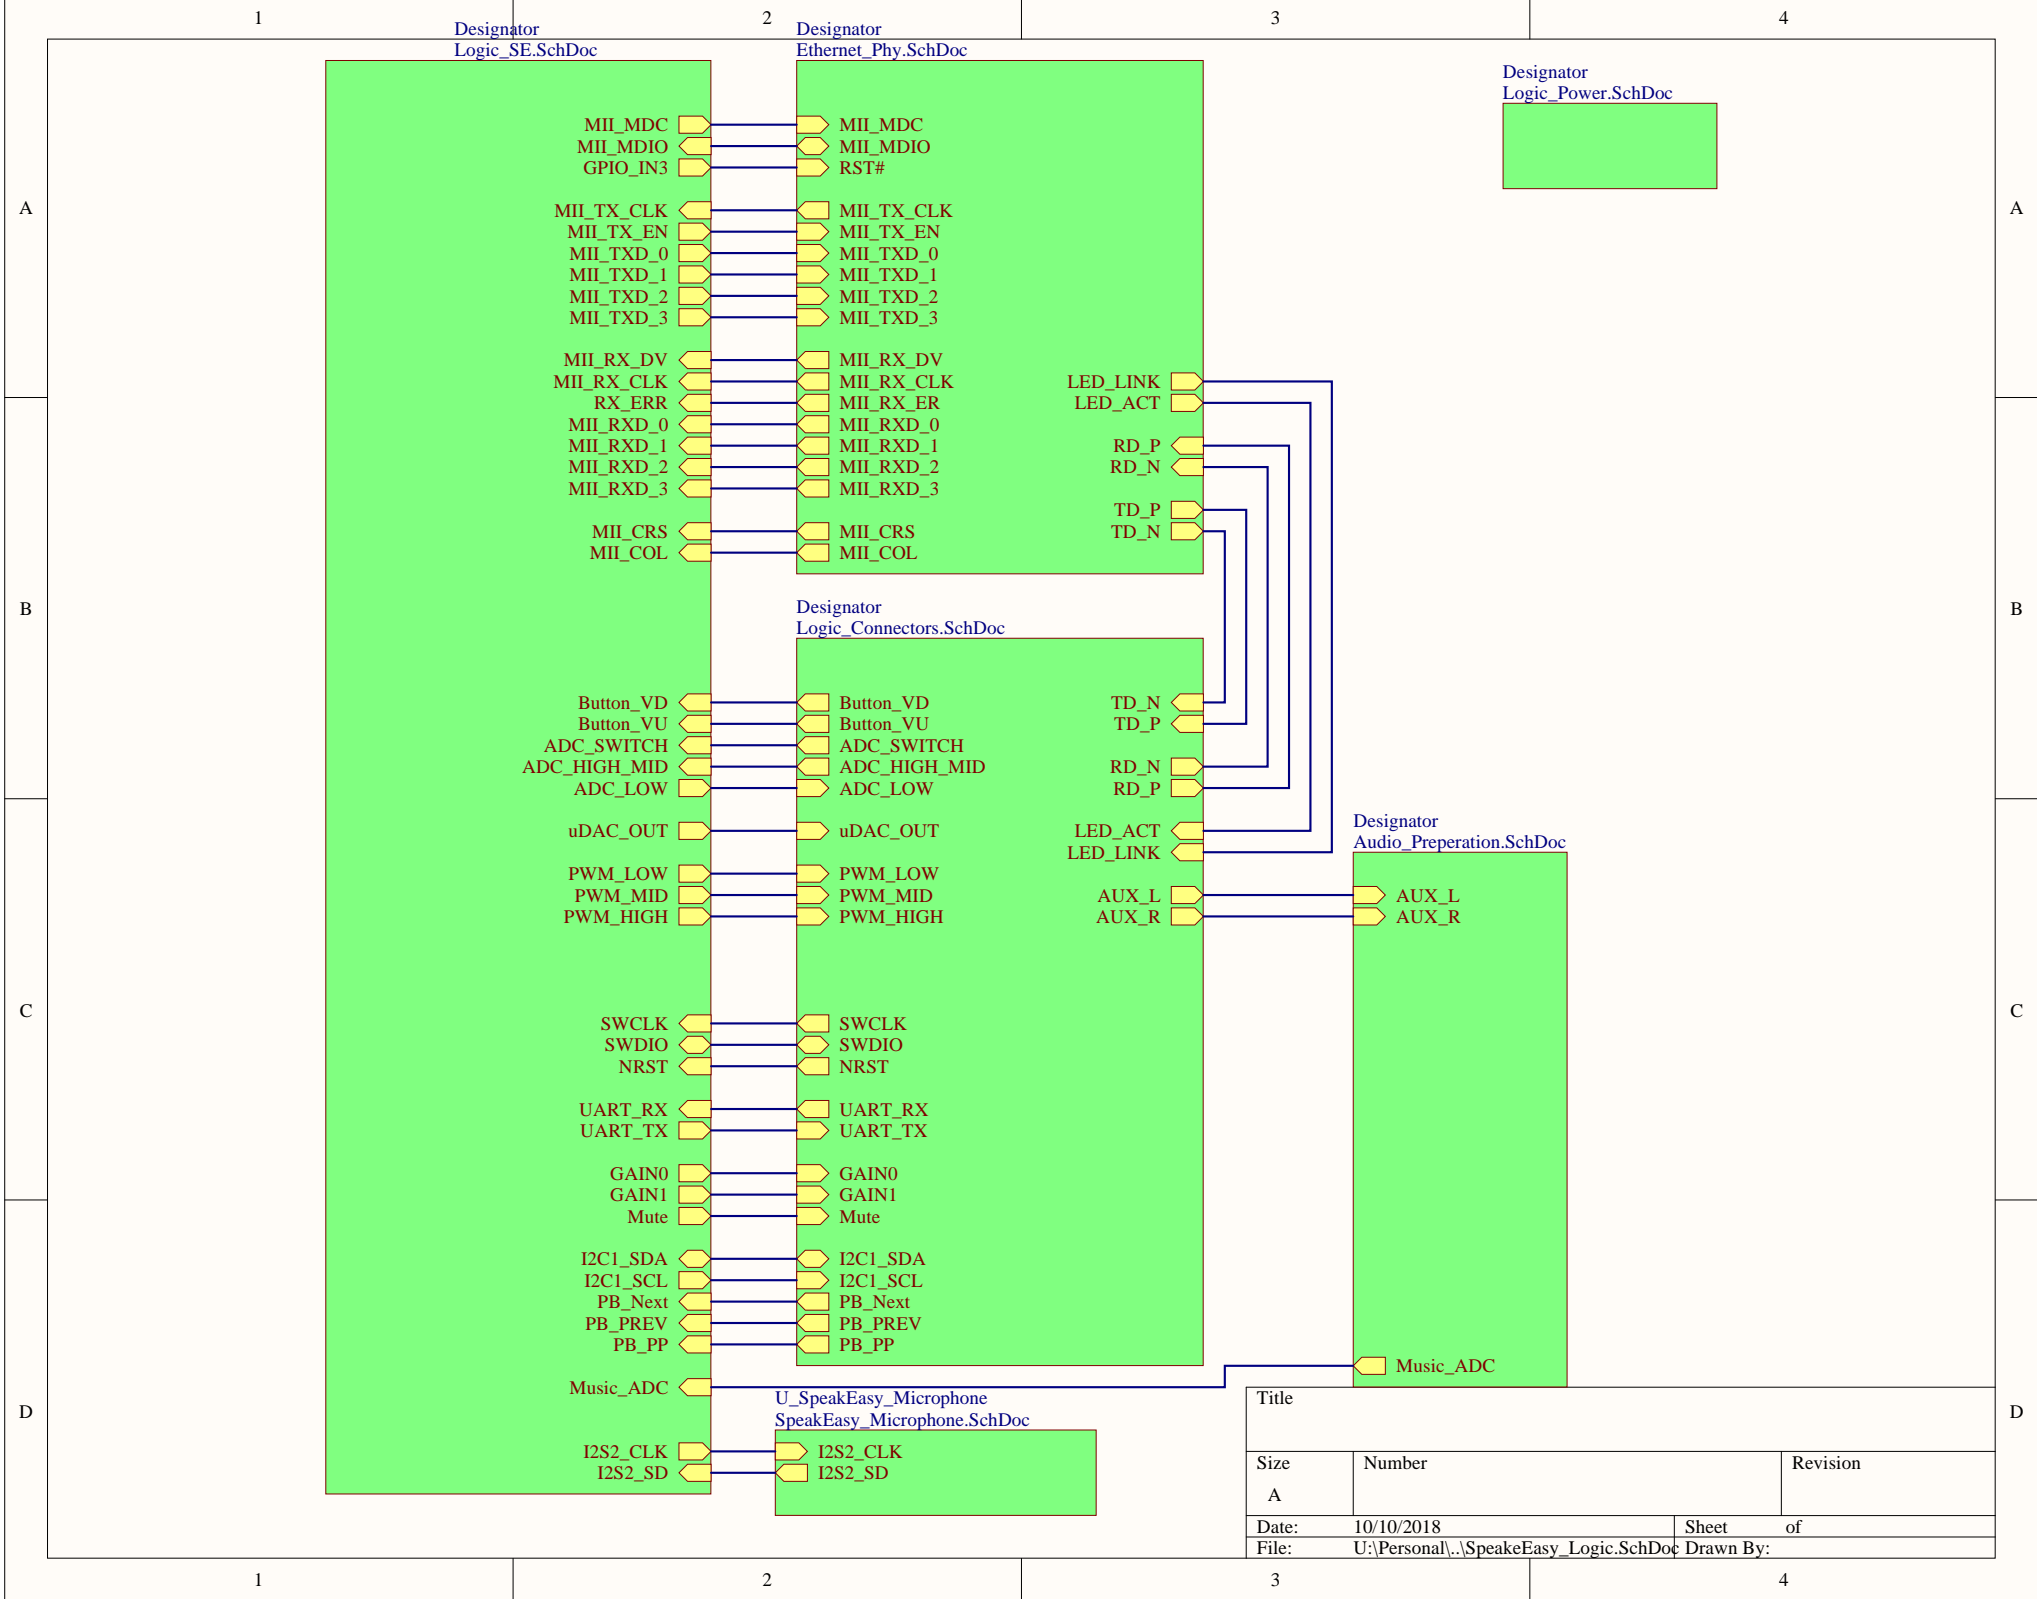 1 2 3 4
Designator
Logic_SE.SchDoc
MII_MDC
MII_MDIO
GPIO_IN3
MII_TX_CLK
MII_TX_EN
MII_TXD_0
MII_TXD_1
MII_TXD_2
MII_TXD_3
MII_RX_DV
MII_RX_CLK
RX_ERR
MII_RXD_0
MII_RXD_1
MII_RXD_2
MII_RXD_3
MII_CRS
MII_COL
Button_VD
Button_VU
ADC_SWITCH
ADC_HIGH_MID
ADC_LOW
uDAC_OUT
PWM_LOW
PWM_MID
PWM_HIGH
SWCLK
SWDIO
NRST
UART_RX
UART_TX
GAIN0
GAIN1
Mute
I2C1_SDA
I2C1_SCL
PB_Next
PB_PREV
PB_PP
Music_ADC
I2S2_CLK
I2S2_SD
Designator
Ethernet_Phy.SchDoc
MII_MDC
MII_MDIO
RST#
MII_TX_CLK
MII_TX_EN
MII_TXD_0
MII_TXD_1
MII_TXD_2
MII_TXD_3
MII_RX_DV
MII_RX_CLK
MII_RX_ER
MII_RXD_0
MII_RXD_1
MII_RXD_2
MII_RXD_3
MII_CRS
MII_COL
LED_LINK
LED_ACT
RD_P
RD_N
TD_P
TD_N
Designator
Logic_Connectors.SchDoc
Button_VD
Button_VU
ADC_SWITCH
ADC_HIGH_MID
ADC_LOW
uDAC_OUT
PWM_LOW
PWM_MID
PWM_HIGH
SWCLK
SWDIO
NRST
UART_RX
UART_TX
GAIN0
GAIN1
Mute
I2C1_SDA
I2C1_SCL
PB_Next
PB_PREV
PB_PP
TD_N
TD_P
RD_N
RD_P
LED_ACT
LED_LINK
AUX_L
AUX_R
U_SpeakEasy_Microphone
SpeakEasy_Microphone.SchDoc
I2S2_CLK
I2S2_SD
Designator
Logic_Power.SchDoc
Designator
Audio_Preperation.SchDoc
AUX_L
AUX_R
Music_ADC
A A
B B
C C
D D
Title
Size Number Revision
A
Date: 10/10/2018 Sheet of
File: U:\Personal\..\SpeakeEasy_Logic.SchDoc Drawn By:
1 2 3 4